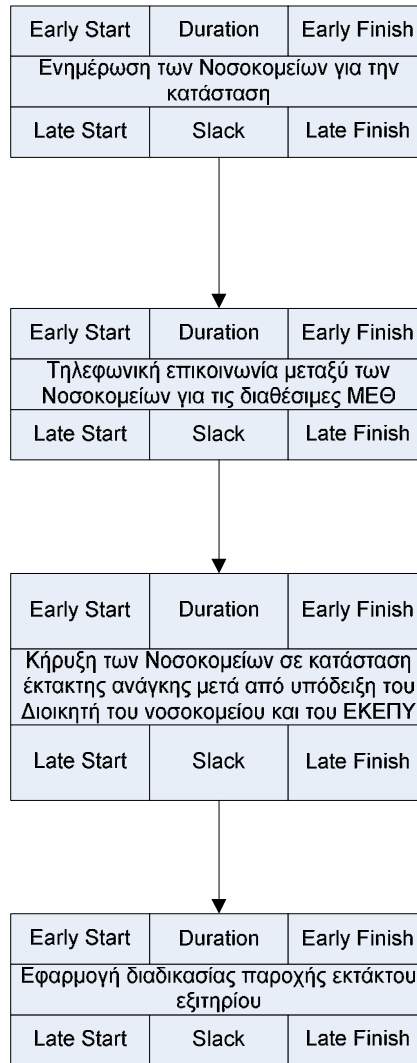 Early Start Duration Early Finish
Ενημέρωση των Νοσοκομείων για την
κατάσταση
Late Start Slack Late Finish
Early Start Duration Early Finish
Τηλεφωνική επικοινωνία μεταξύ των
Νοσοκομείων για τις διαθέσιμες ΜΕΘ
Late Start Slack Late Finish
Early Start Duration Early Finish
Κήρυξη των Νοσοκομείων σε κατάσταση
έκτακτης ανάγκης μετά από υπόδειξη του
Διοικητή του νοσοκομείου και του ΕΚΕΠΥ
Late Start Slack Late Finish
Early Start Duration Early Finish
Εφαρμογή διαδικασίας παροχής εκτάκτου
εξιτηρίου
Late Start Slack Late Finish